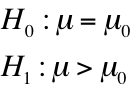 H₀ : μ = μ₀
H₁ : μ > μ₀